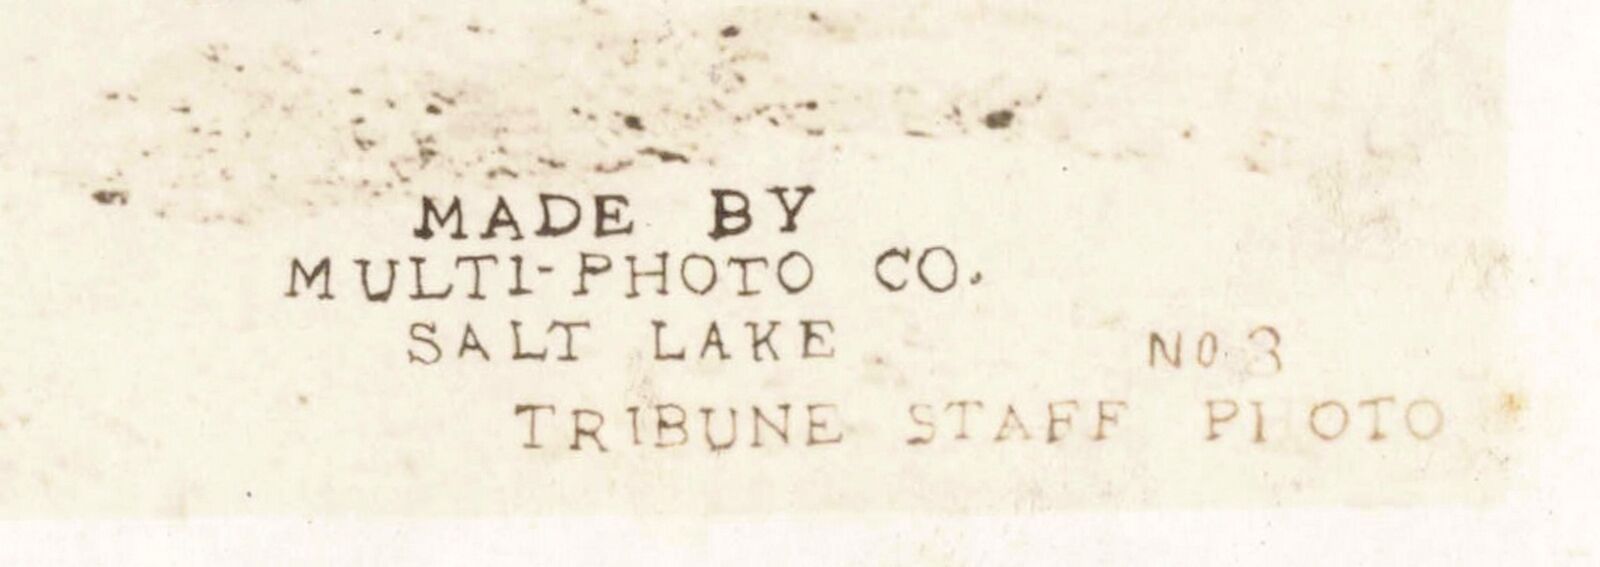 MADE BY
MULTI-PHOTO CO.
SALT LAKE
NO. 3
TRIBUNE STAFF PHOTO